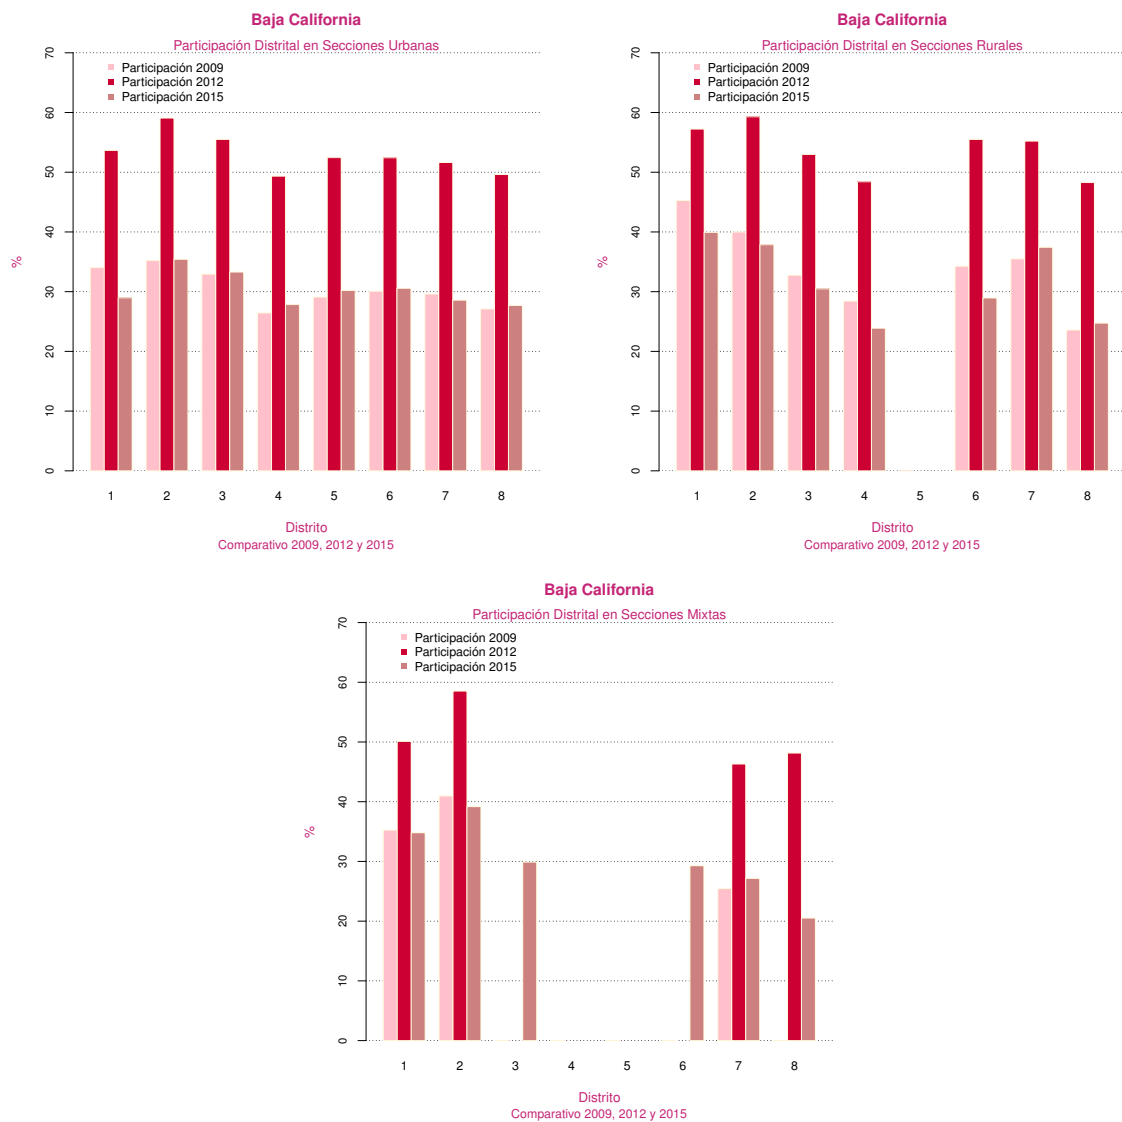 Baja California
Participación Distrital en Secciones Urbanas
70
Participación 2009
Participación 2012
Participación 2015
60
50
40
%
30
20
10
0
1 2 3 4 5 6 7 8
Distrito
Comparativo 2009, 2012 y 2015
Baja California
Participación Distrital en Secciones Rurales
70
Participación 2009
Participación 2012
Participación 2015
60
50
40
%
30
20
10
0
1 2 3 4 5 6 7 8
Distrito
Comparativo 2009, 2012 y 2015
Baja California
Participación Distrital en Secciones Mixtas
70
Participación 2009
Participación 2012
Participación 2015
60
50
40
%
30
20
10
0
1 2 3 4 5 6 7 8
Distrito
Comparativo 2009, 2012 y 2015